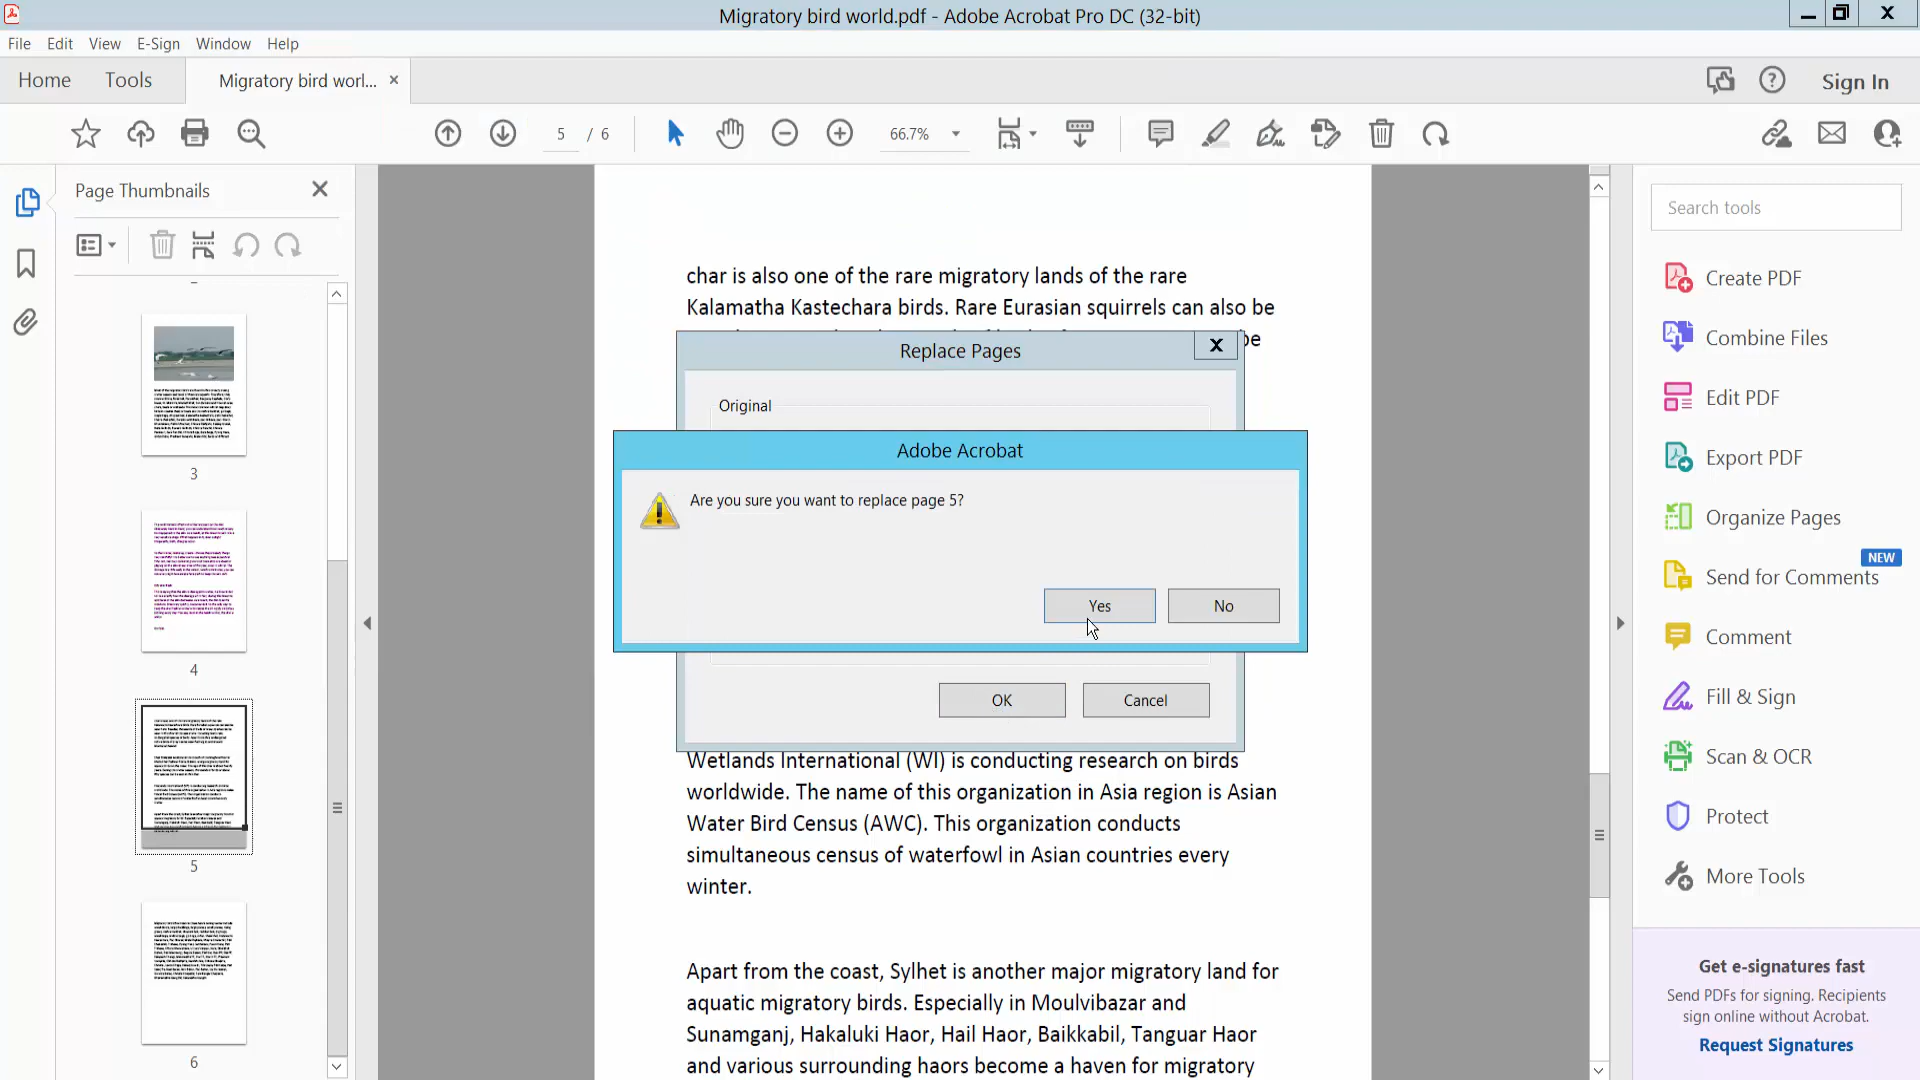 Migratory bird world.pdf - Adobe Acrobat Pro DC (32-bit)
File Edit View E-Sign Window Help
Home Tools Migratory bird worl... × Sign In
5 / 6 66.7%
Page Thumbnails
3
4
5
6
char is also one of the rare migratory lands of the rare
Kalamatha Kastechara birds. Rare Eurasian squirrels can also be
be
Replace Pages
Original
Adobe Acrobat
Are you sure you want to replace page 5?
Yes No
OK Cancel
Wetlands International (WI) is conducting research on birds
worldwide. The name of this organization in Asia region is Asian
Water Bird Census (AWC). This organization conducts
simultaneous census of waterfowl in Asian countries every
winter.
Apart from the coast, Sylhet is another major migratory land for
aquatic migratory birds. Especially in Moulvibazar and
Sunamganj, Hakaluki Haor, Hail Haor, Baikkabil, Tanguar Haor
and various surrounding haors become a haven for migratory
Search tools
Create PDF
Combine Files
Edit PDF
Export PDF
Organize Pages
NEW
Send for Comments
Comment
Fill & Sign
Scan & OCR
Protect
More Tools
Get e-signatures fast
Send PDFs for signing. Recipients
sign online without Acrobat.
Request Signatures